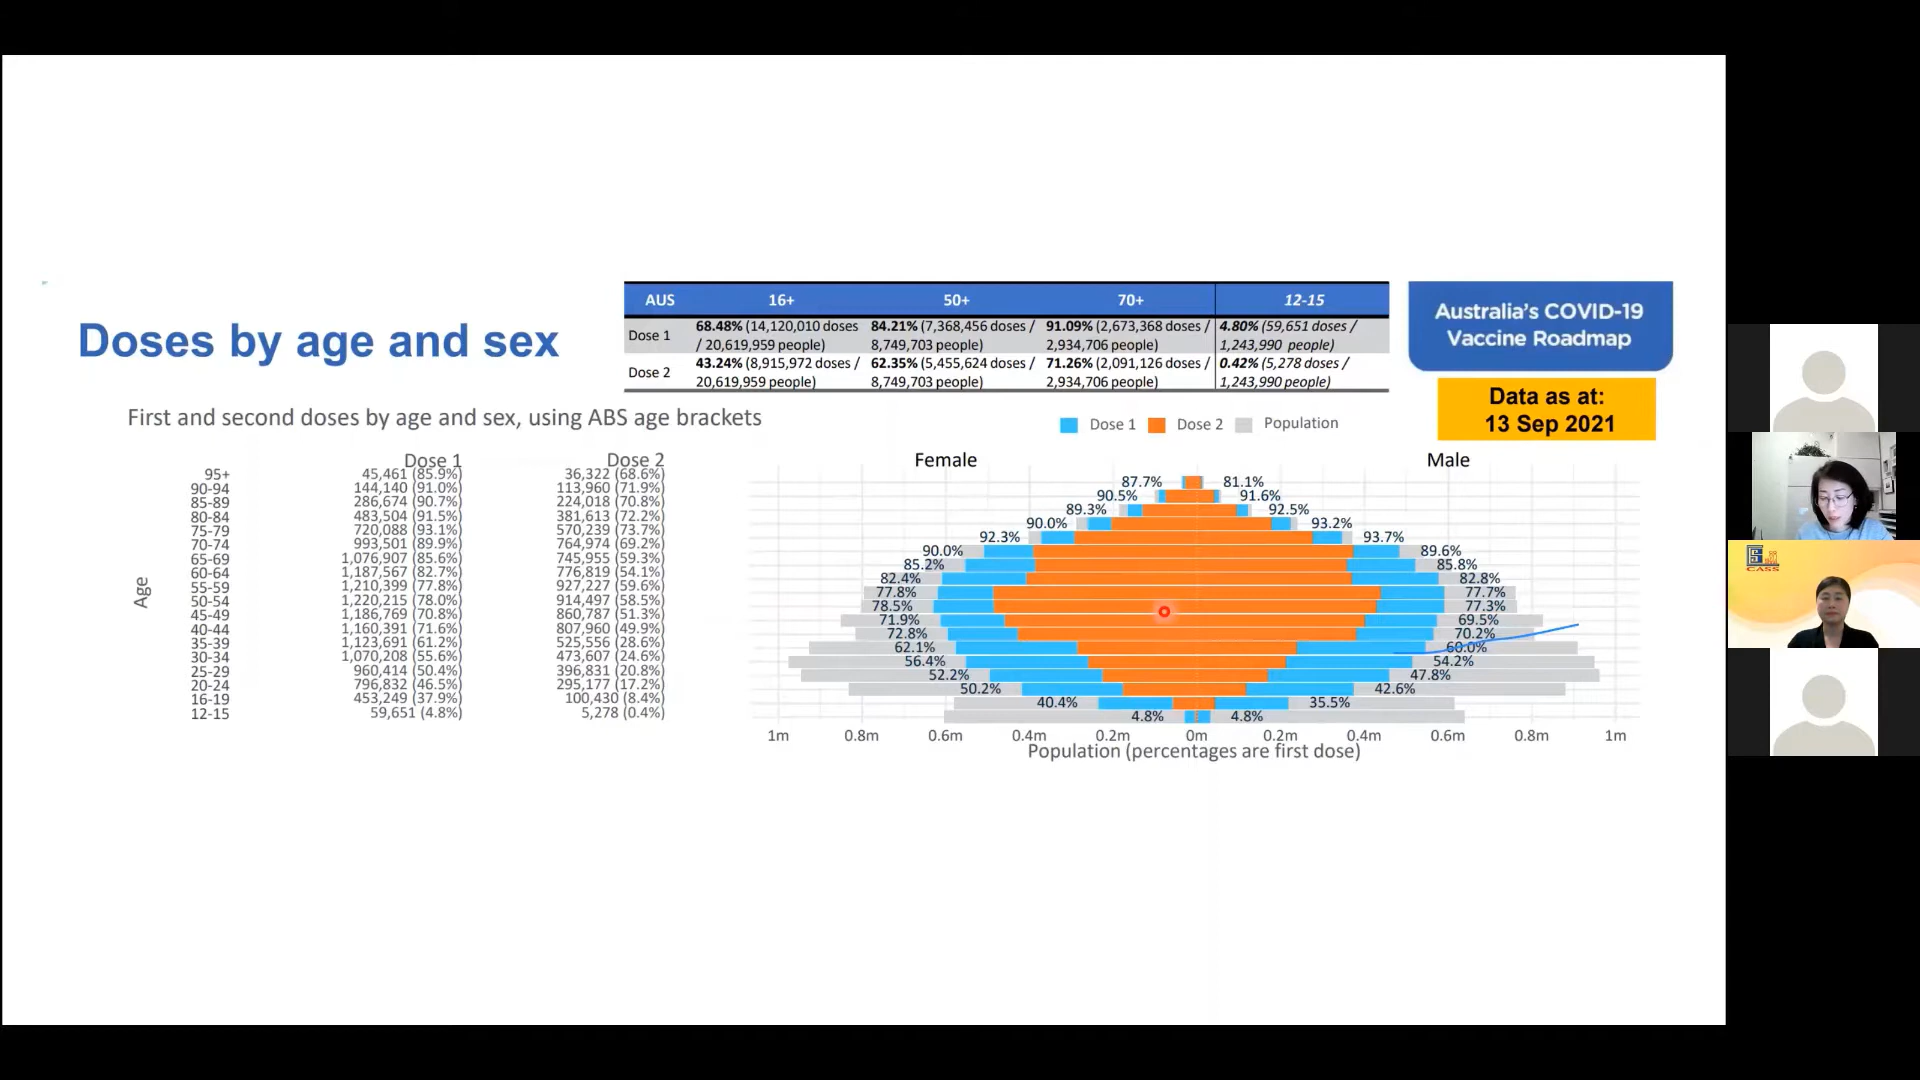 Doses by age and sex
AUS 16+ 50+ 70+ 12-15
Dose 1
68.48% (14,120,010 doses
/ 20,619,959 people)
84.21% (7,368,456 doses /
8,749,703 people)
91.09% (2,673,368 doses /
2,934,706 people)
4.80% (59,651 doses /
1,243,990 people)
Dose 2
43.24% (8,915,972 doses /
20,619,959 people)
62.35% (5,455,624 doses /
8,749,703 people)
71.26% (2,091,126 doses /
2,934,706 people)
0.42% (5,278 doses /
1,243,990 people)
Australia's COVID-19
Vaccine Roadmap
Data as at:
13 Sep 2021
First and second doses by age and sex, using ABS age brackets
Dose 1 Dose 2 Population
Dose 1 Dose 2
95+ 45,461 (85.9%) 36,322 (68.6%)
90-94 144,140 (91.0%) 113,960 (71.9%)
85-89 286,674 (90.7%) 224,018 (70.8%)
80-84 483,504 (91.5%) 381,613 (72.2%)
75-79 720,088 (93.1%) 570,239 (73.7%)
70-74 993,501 (89.9%) 764,974 (69.2%)
65-69 1,076,907 (85.6%) 745,955 (59.3%)
60-64 1,187,567 (82.7%) 776,819 (54.1%)
55-59 1,210,399 (77.8%) 927,227 (59.6%)
50-54 1,220,215 (78.0%) 914,497 (58.5%)
45-49 1,186,769 (70.8%) 860,787 (51.3%)
40-44 1,160,391 (71.6%) 807,960 (49.9%)
35-39 1,123,691 (61.2%) 525,556 (28.6%)
30-34 1,070,208 (55.6%) 473,607 (24.6%)
25-29 960,414 (50.4%) 396,831 (20.8%)
20-24 796,832 (46.5%) 295,177 (17.2%)
16-19 453,249 (37.9%) 100,430 (8.4%)
12-15 59,651 (4.8%) 5,278 (0.4%)
Age
Female Male
87.7% 81.1%
90.5% 91.6%
89.3% 92.5%
90.0% 93.2%
92.3% 93.7%
90.0% 89.6%
85.2% 85.8%
82.4% 82.8%
77.8% 77.7%
78.5% 77.3%
71.9% 69.5%
72.8% 70.2%
62.1% 60.0%
56.4% 54.2%
52.2% 47.8%
50.2% 42.6%
40.4% 35.5%
4.8% 4.8%
1m 0.8m 0.6m 0.4m 0.2m 0m 0.2m 0.4m 0.6m 0.8m 1m
Population (percentages are first dose)
CASS